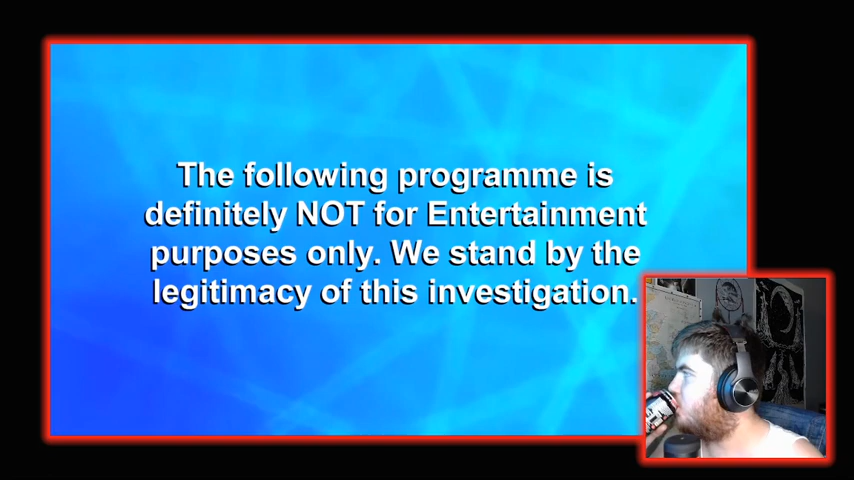 The following programme is
definitely NOT for Entertainment
purposes only. We stand by the
legitimacy of this investigation.